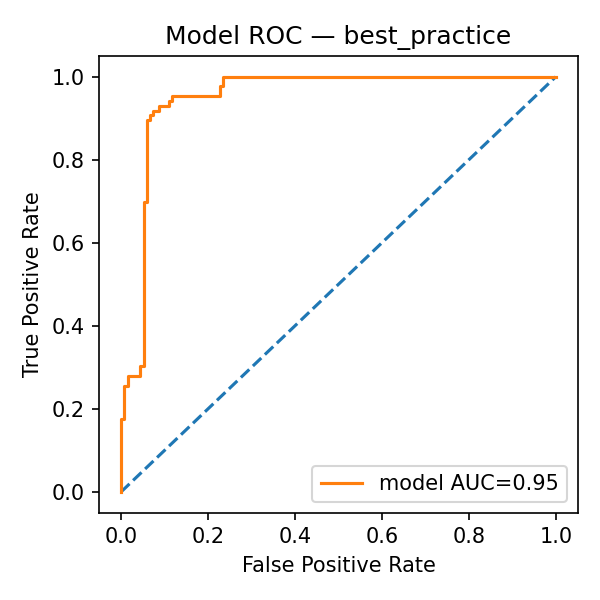 Model ROC — best_practice
True Positive Rate
1.0
0.8
0.6
0.4
0.2
0.0
model AUC=0.95
0.0 0.2 0.4 0.6 0.8 1.0
False Positive Rate